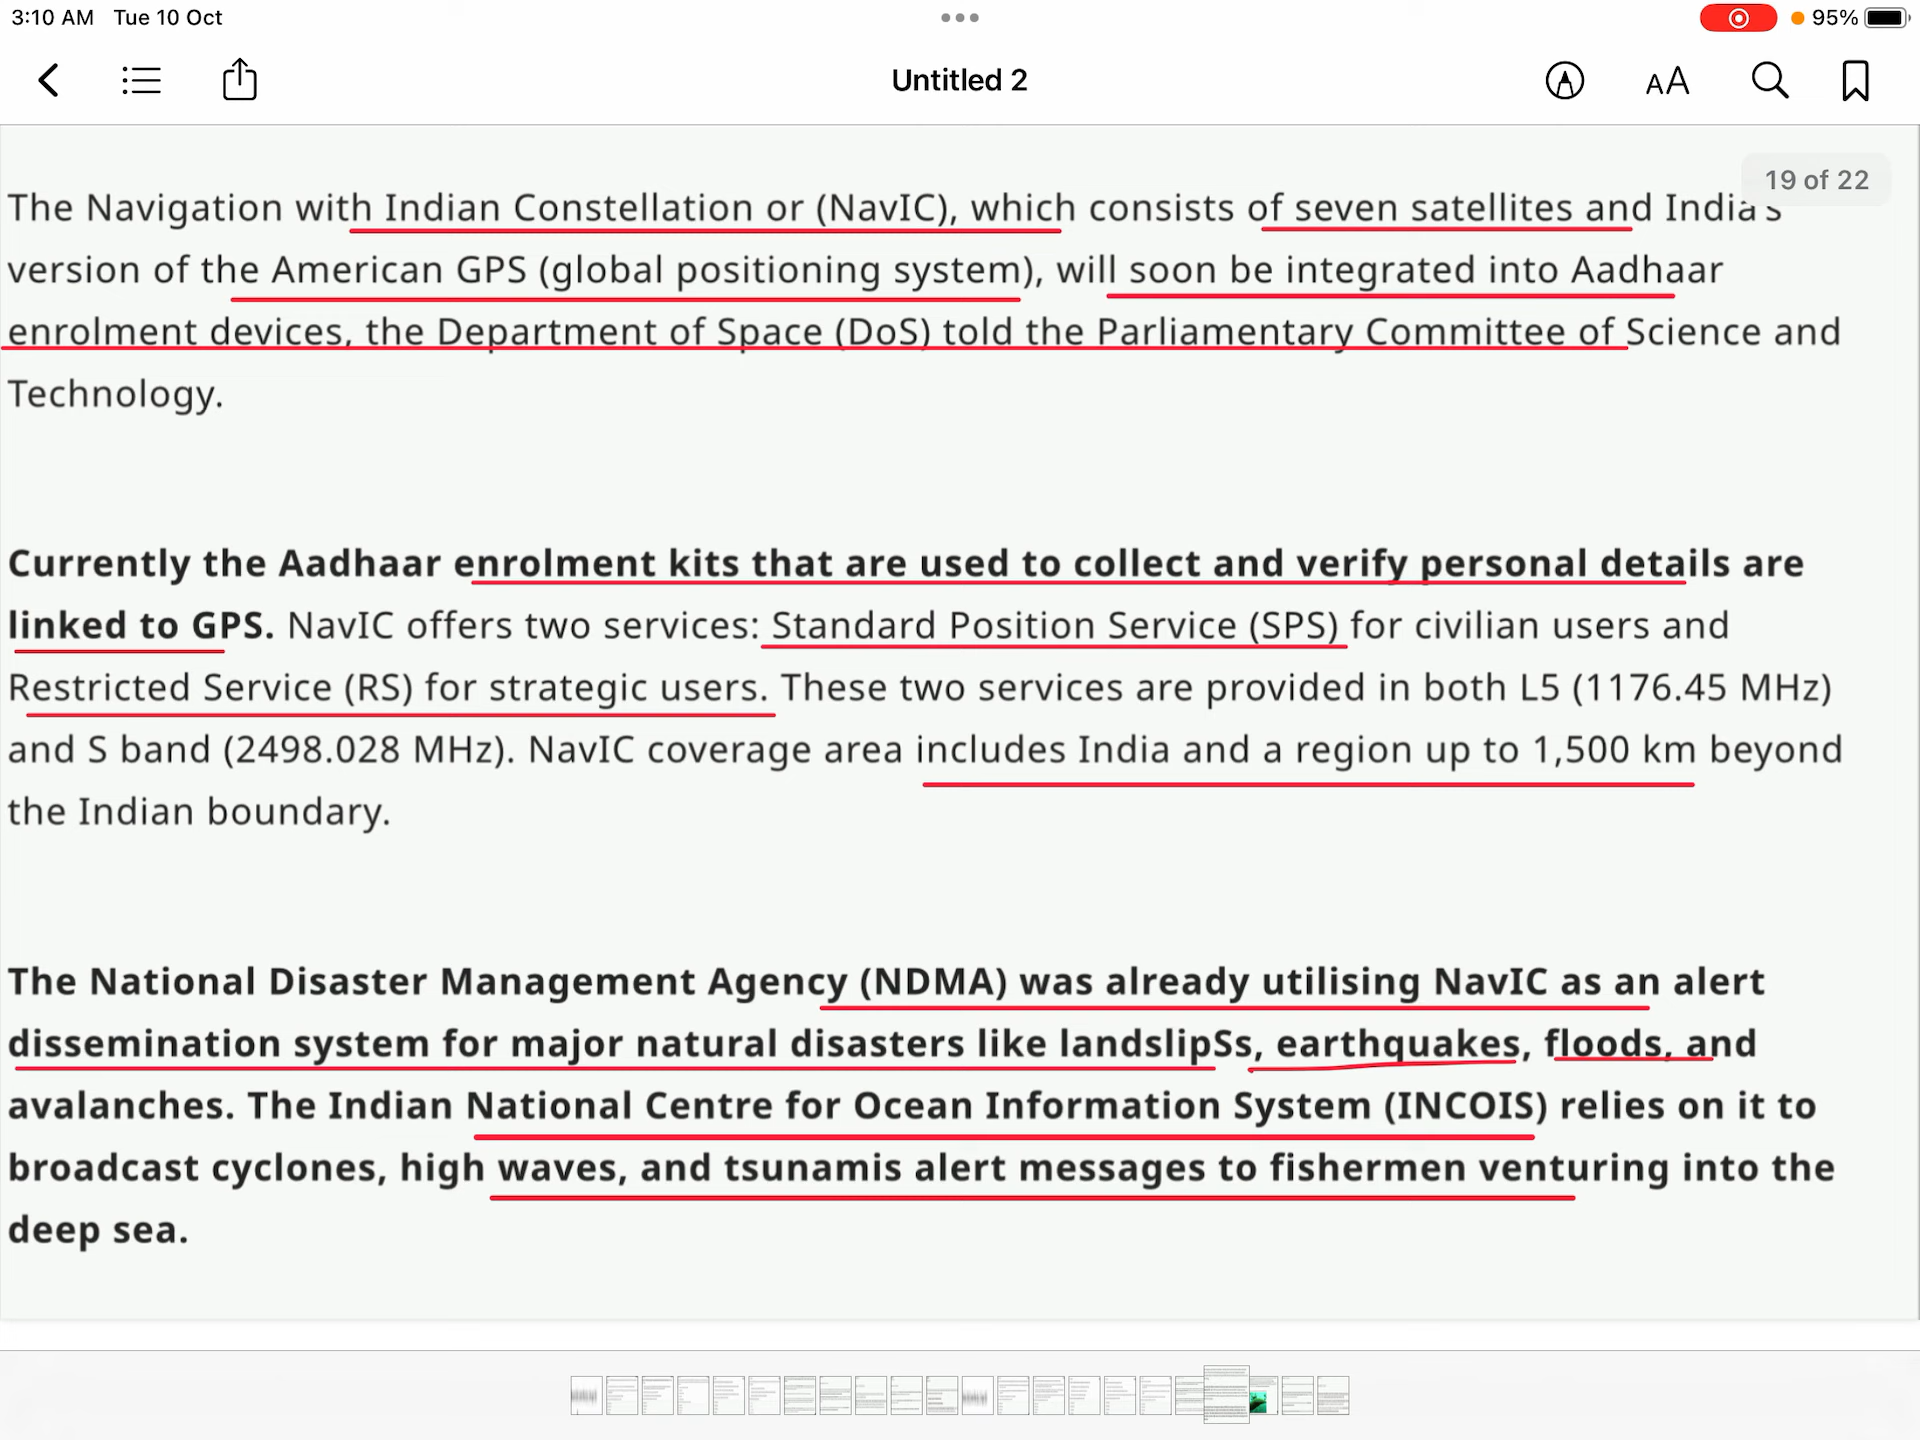 3:10 AM Tue 10 Oct
95%
Untitled 2
AA
19 of 22
The Navigation with Indian Constellation or (NavIC), which consists of seven satellites and India's
version of the American GPS (global positioning system), will soon be integrated into Aadhaar
enrolment devices, the Department of Space (DoS) told the Parliamentary Committee of Science and
Technology.
Currently the Aadhaar enrolment kits that are used to collect and verify personal details are
linked to GPS. NavIC offers two services: Standard Position Service (SPS) for civilian users and
Restricted Service (RS) for strategic users. These two services are provided in both L5 (1176.45 MHz)
and S band (2498.028 MHz). NavIC coverage area includes India and a region up to 1,500 km beyond
the Indian boundary.
The National Disaster Management Agency (NDMA) was already utilising NavIC as an alert
dissemination system for major natural disasters like landslipSs, earthquakes, floods, and
avalanches. The Indian National Centre for Ocean Information System (INCOIS) relies on it to
broadcast cyclones, high waves, and tsunamis alert messages to fishermen venturing into the
deep sea.